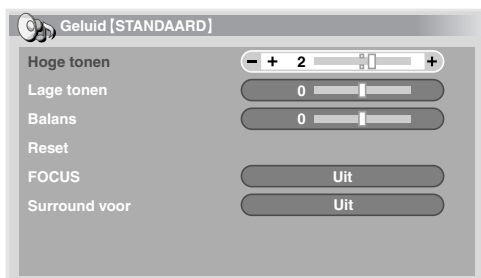 Geluid [STANDAARD]
Hoge tonen - + 2 +
Lage tonen 0
Balans 0
Reset
FOCUS Uit
Surround voor Uit